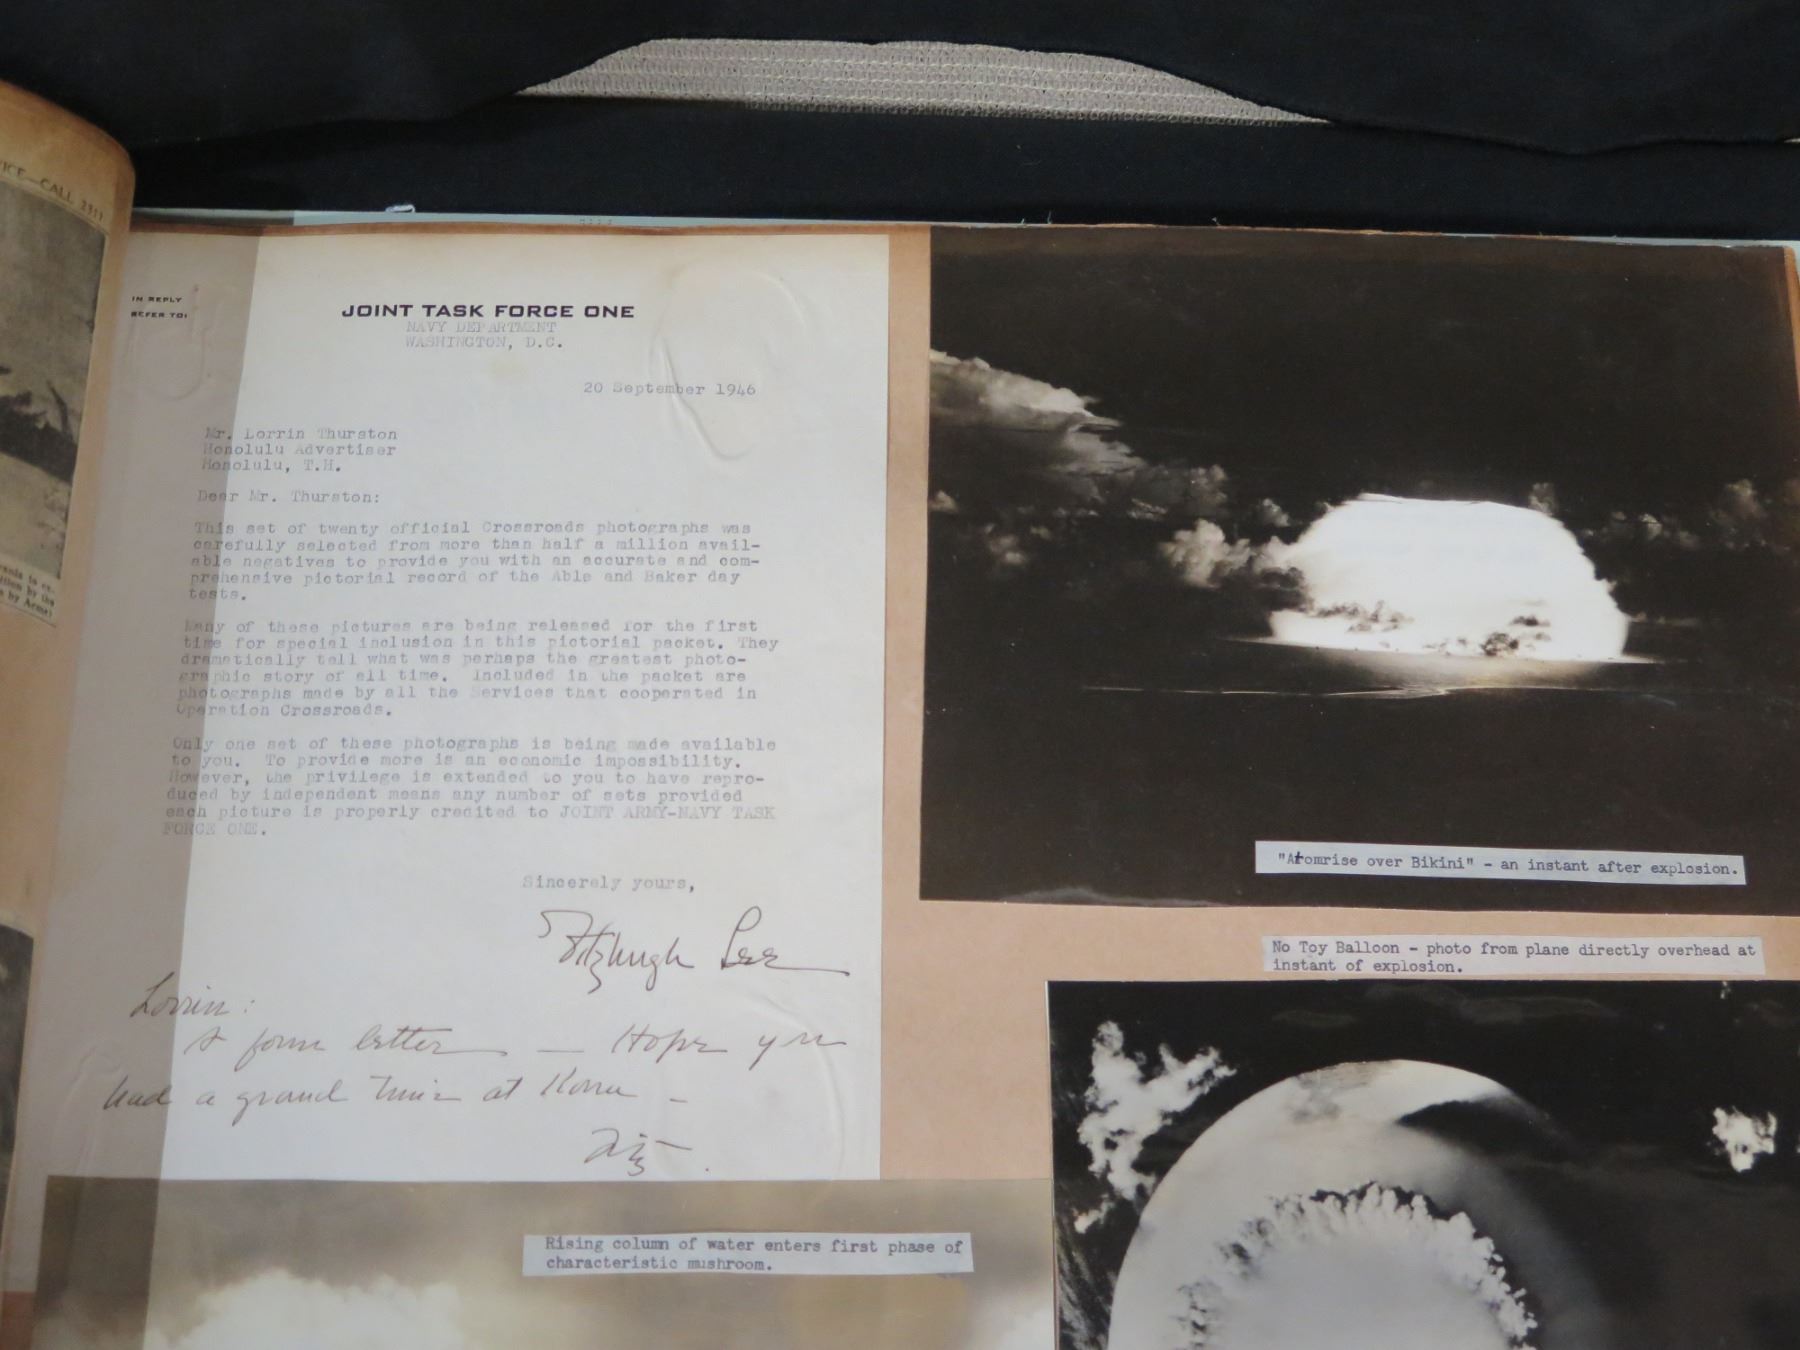 ICE—CALL 2311
IN REPLY
REFER TO:
JOINT TASK FORCE ONE
NAVY DEPARTMENT
WASHINGTON, D.C.
20 September 1946
Mr. Lorrin Thurston
Honolulu Advertiser
Honolulu, T.H.
Dear Mr. Thurston:
This set of twenty official Crossroads photographs was
carefully selected from more than half a million avail-
able negatives to provide you with an accurate and com-
prehensive pictorial record of the Able and Baker day
tests.
Many of these pictures are being released for the first
time for special inclusion in this pictorial packet. They
dramatically tell what was perhaps the greatest photo-
graphic story of all time. Included in the packet are
photographs made by all the Services that cooperated in
Operation Crossroads.
Only one set of these photographs is being made available
to you. To provide more is an economic impossibility.
However, the privilege is extended to you to have repro-
duced by independent means any number of sets provided
each picture is properly credited to JOINT ARMY-NAVY TASK
FORCE ONE.
Sincerely yours,
Fitzhugh Lee
Lorrin:
A form letter — Hope you
had a grand time at Kona –
Fitz.
"Atomrise over Bikini" - an instant after explosion.
No Toy Balloon - photo from plane directly overhead at
instant of explosion.
Rising column of water enters first phase of
characteristic mushroom.